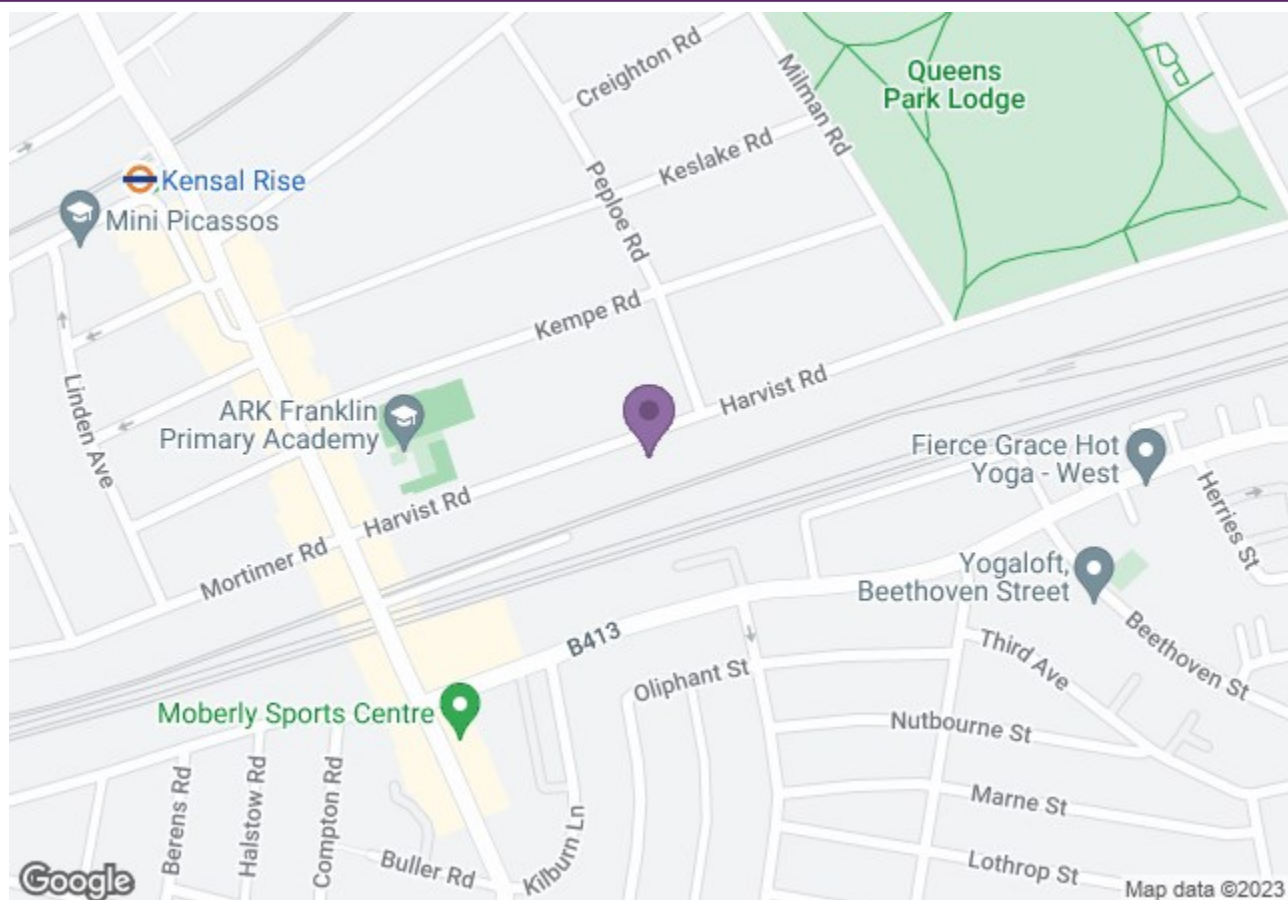 Creighton Rd
Milman Rd
Queens
Park Lodge
Keslake Rd
Peploe Rd
Kensal Rise
Mini Picassos
Kempe Rd
Linden Ave
ARK Franklin
Primary Academy
Harvist Rd
Harvist Rd
Mortimer Rd
Fierce Grace Hot
Yoga - West
Herries St
Yogaloft,
Beethoven Street
Beethoven St
B413
Third Ave
Oliphant St
Moberly Sports Centre
Nutbourne St
Marne St
Lothrop St
Berens Rd
Halstow Rd
Compton Rd
Buller Rd
Kilburn Ln
Google
Map data ©2023